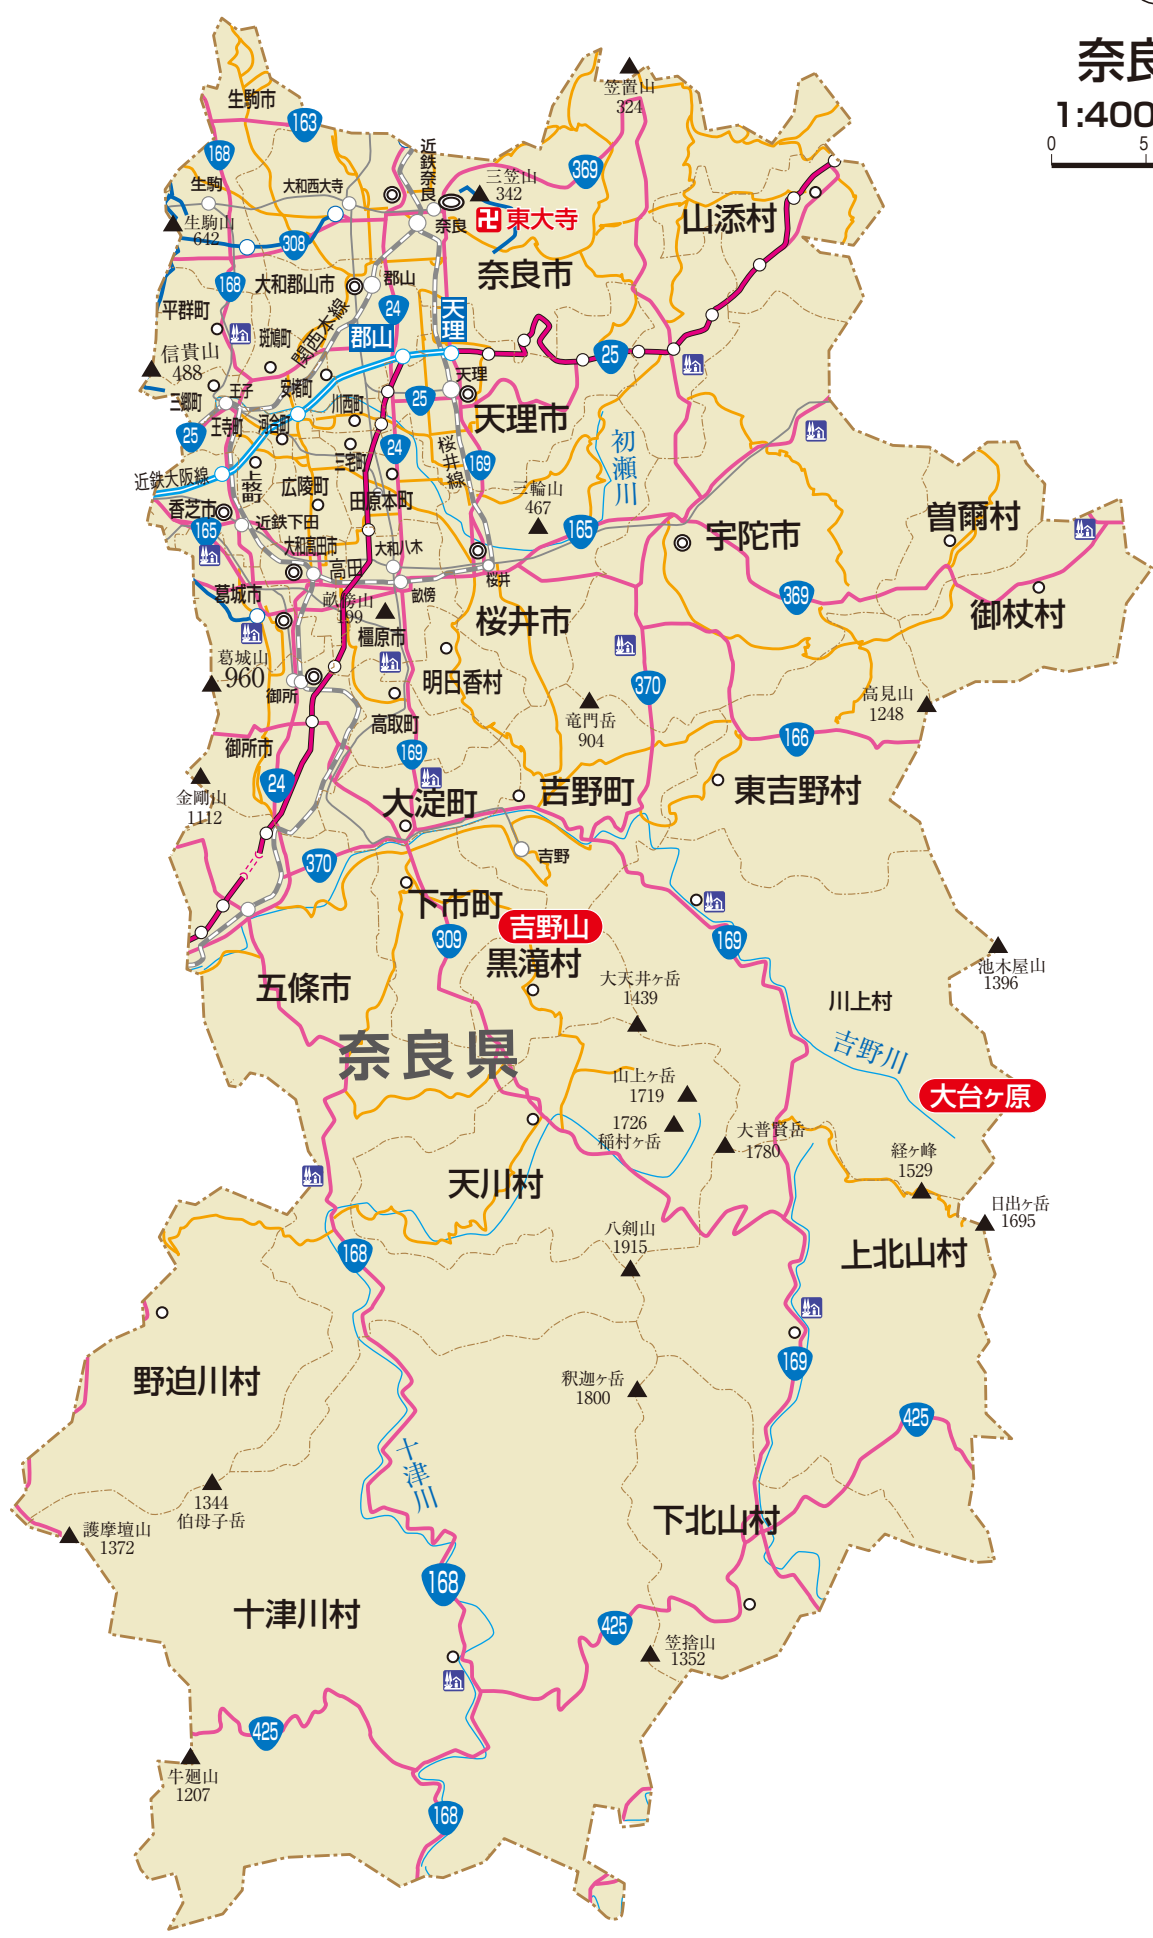 奈良
1:400
0
5
生駒市
163
168
生駒
大和西大寺
近鉄奈良
三笠山
342
笠置山
324
369
生駒山
642
308
奈良
東大寺
山添村
奈良市
168
大和郡山市
郡山
平群町
24
天理
斑鳩町
関西本線
郡山
25
信貴山
488
三郷町
王子
安堵町
川西町
25
天理
天理市
王寺町
河合町
25
三宅町
24
桜井線
169
初瀬川
近鉄大阪線
上牧町
広陵町
田原本町
三輪山
467
香芝市
165
近鉄下田
165
宇陀市
曽爾村
大和高田市
大和八木
高田
桜井
葛城市
畝傍山
199
畝傍
369
御杖村
橿原市
桜井市
葛城山
960
御所
明日香村
370
竜門岳
904
高見山
1248
高取町
御所市
169
166
24
金剛山
1112
大淀町
吉野町
東吉野村
370
吉野
下市町
309
吉野山
169
黒滝村
池木屋山
1396
五條市
大天井ヶ岳
1439
川上村
奈良県
吉野川
山上ヶ岳
1719
大台ヶ原
1726
稲村ヶ岳
大普賢岳
1780
経ヶ峰
1529
天川村
日出ヶ岳
1695
168
八剣山
1915
上北山村
野迫川村
釈迦ヶ岳
1800
169
425
十津川
1344
伯母子岳
護摩壇山
1372
下北山村
168
十津川村
425
笠捨山
1352
425
牛廻山
1207
168